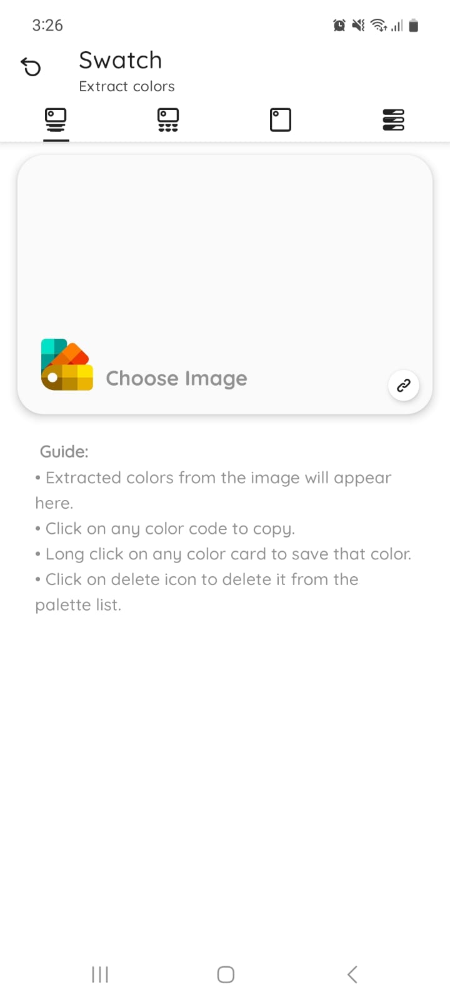 3:26
Swatch
Extract colors
Choose Image
Guide:
• Extracted colors from the image will appear
here.
• Click on any color code to copy.
• Long click on any color card to save that color.
• Click on delete icon to delete it from the
palette list.